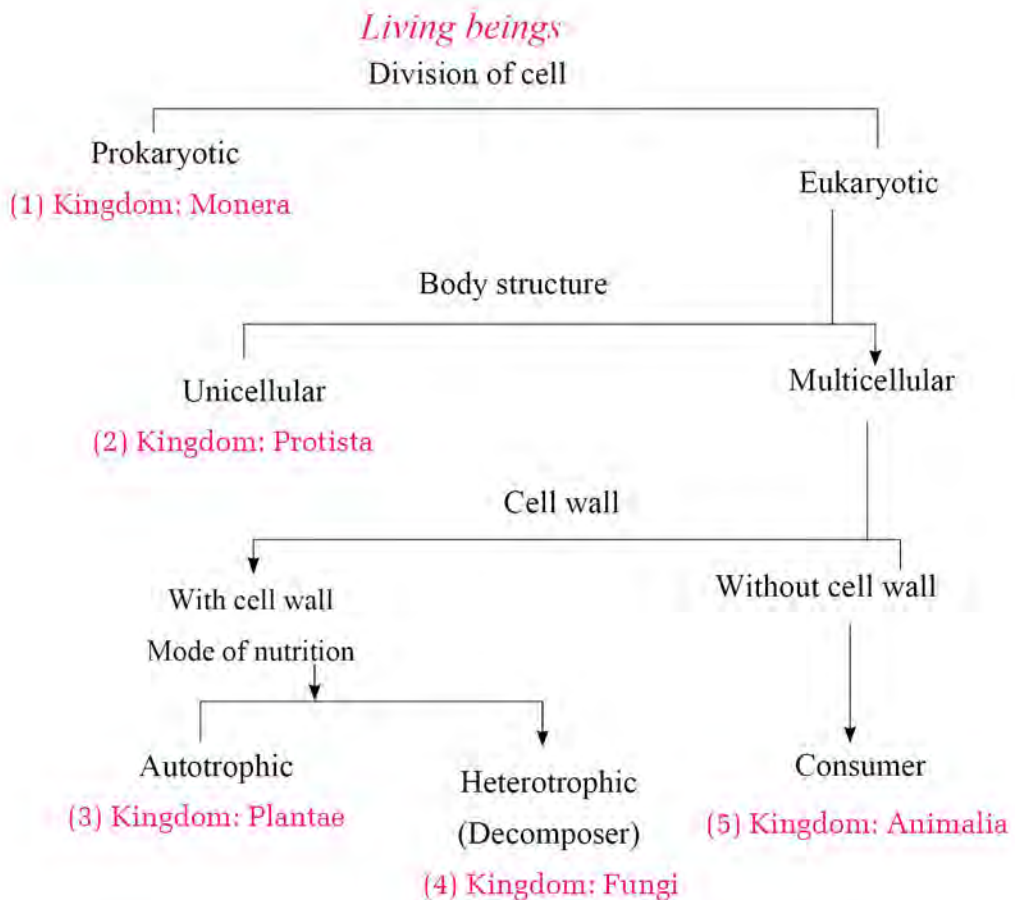 Living beings
Division of cell
Prokaryotic
(1) Kingdom: Monera
Eukaryotic
Body structure
Unicellular
(2) Kingdom: Protista
Multicellular
Cell wall
With cell wall
Mode of nutrition
Without cell wall
Autotrophic
(3) Kingdom: Plantae
Heterotrophic
(Decomposer)
(4) Kingdom: Fungi
Consumer
(5) Kingdom: Animalia